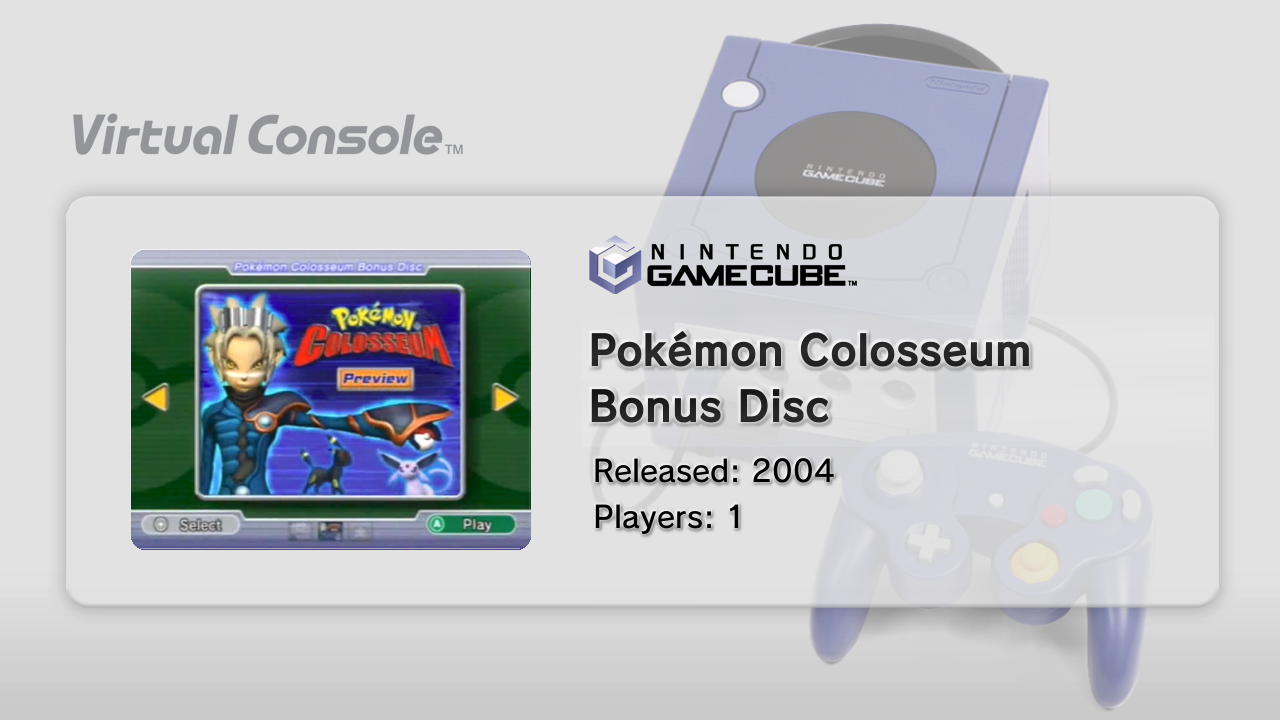 Virtual Console™
Nintendo
NINTENDO
GAMECUBE
Pokémon Colosseum Bonus Disc
POKéMON
COLOSSEUM
Preview
Select
A Play
NINTENDO
GAMECUBE™
Pokémon Colosseum
Bonus Disc
Released: 2004
Players: 1
NINTENDO
GAMECUBE